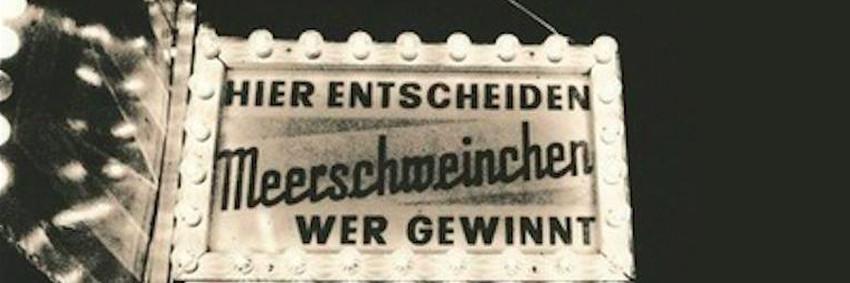 HIER ENTSCHEIDEN
Meerschweinchen
WER GEWINNT